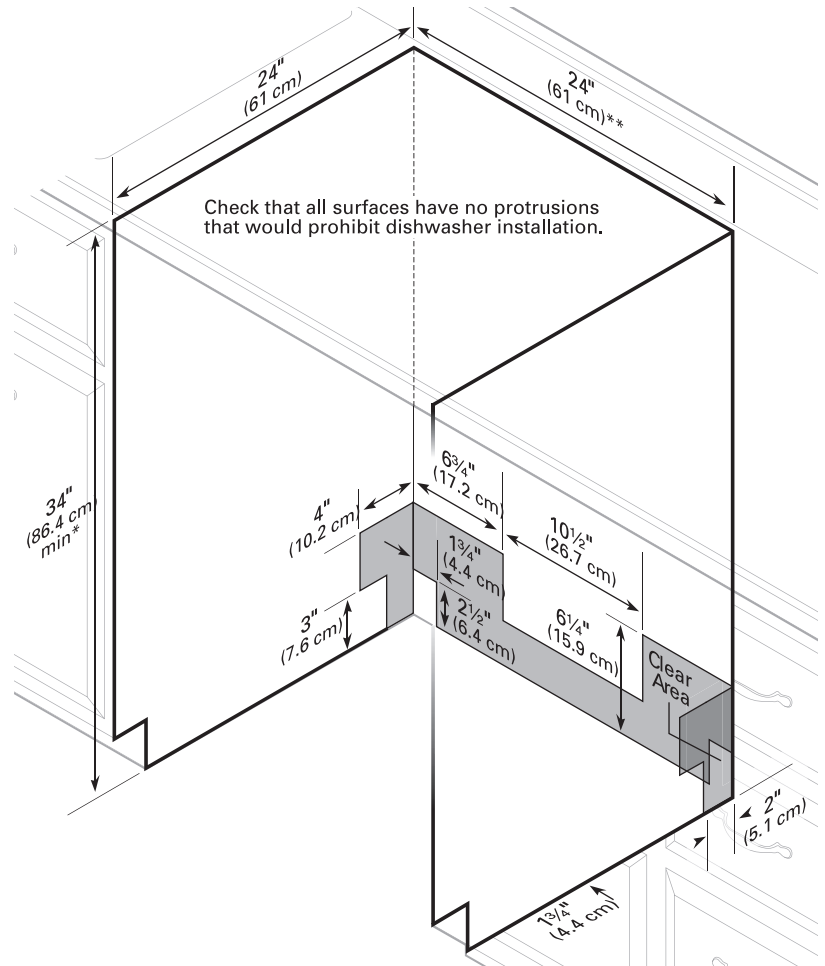 24"
(61 cm)
24"
(61 cm)**
Check that all surfaces have no protrusions
that would prohibit dishwasher installation.
34"
(86.4 cm)
min*
4"
(10.2 cm)
6¾"
(17.2 cm)
10½"
(26.7 cm)
1¾"
(4.4 cm)
3"
(7.6 cm)
2½"
(6.4 cm)
6¼"
(15.9 cm)
Clear
Area
2"
(5.1 cm)
1¾"
(4.4 cm)